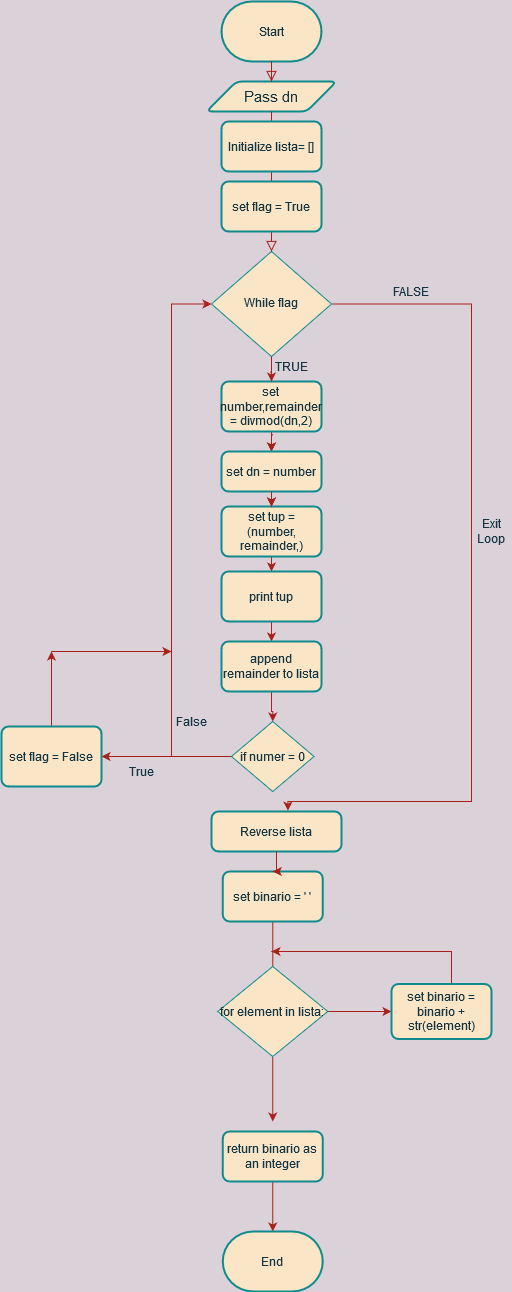 Start
Pass dn
Initialize lista= []
set flag = True
While flag
FALSE
TRUE
set
number,remainder
= divmod(dn,2)
set dn = number
set tup =
(number,
remainder,)
Exit
Loop
print tup
append
remainder to lista
False
set flag = False
True
if numer = 0
Reverse lista
set binario = ' '
for element in lista:
set binario =
binario +
str(element)
return binario as
an integer
End